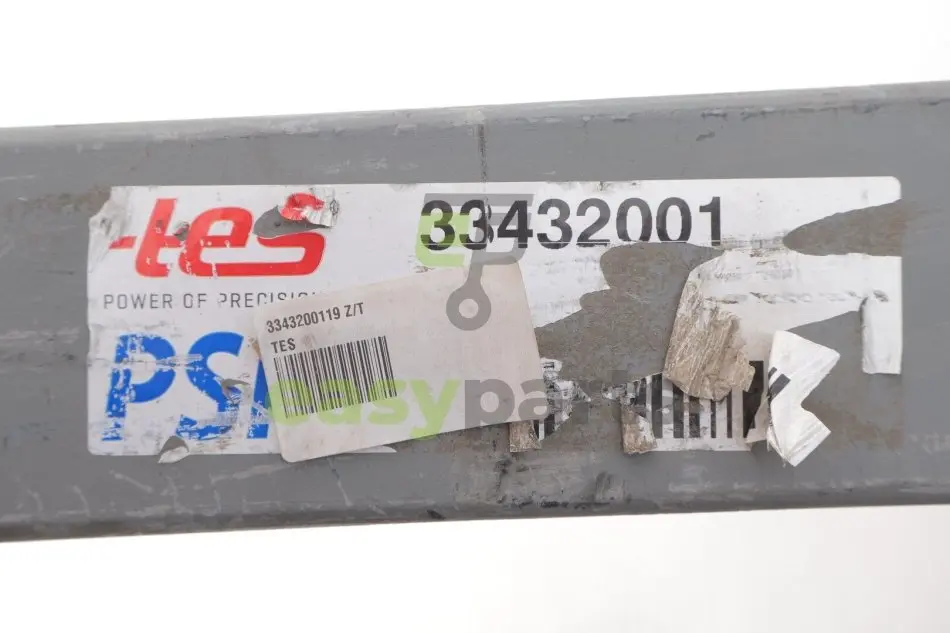 tes
33432001
POWER OF PRECISI
3343200119 Z/T
TES
PS
easyparts